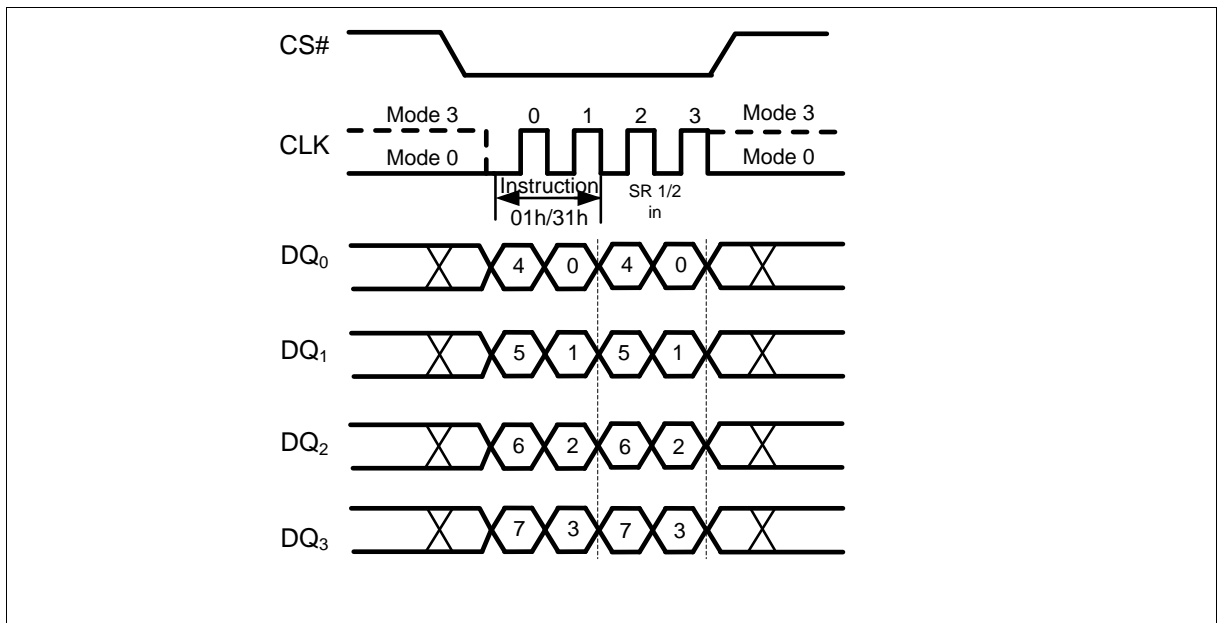 CS#
Mode 3 0 1 2 3 Mode 3
CLK
Mode 0 Mode 0
Instruction SR 1/2
01h/31h in
DQ0 4 0 4 0
DQ1 5 1 5 1
DQ2 6 2 6 2
DQ3 7 3 7 3